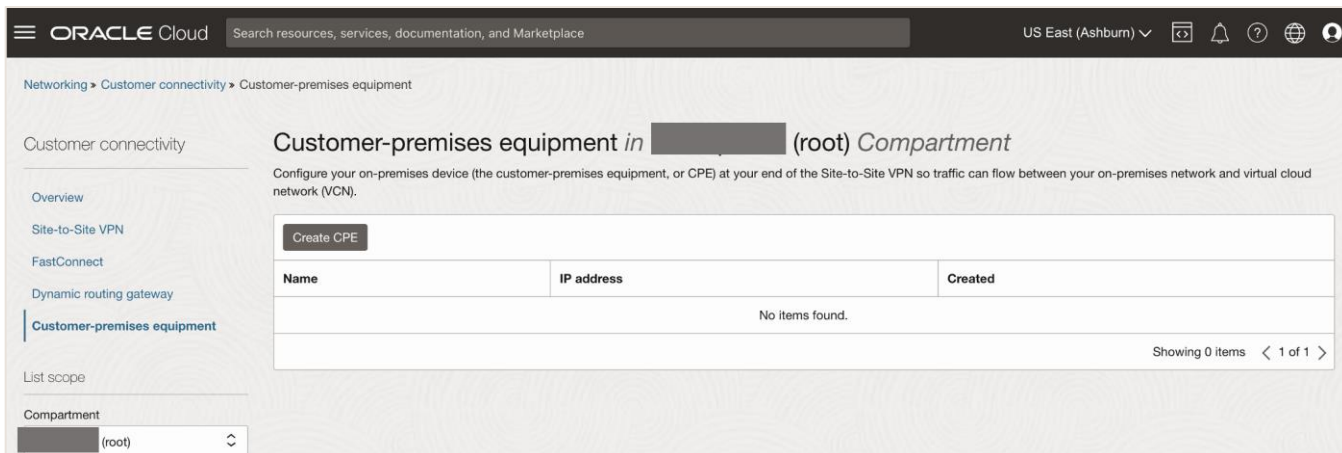 ORACLE Cloud
Search resources, services, documentation, and Marketplace
US East (Ashburn)
Networking » Customer connectivity » Customer-premises equipment
Customer connectivity
Overview
Site-to-Site VPN
FastConnect
Dynamic routing gateway
Customer-premises equipment
List scope
Compartment
(root)
Customer-premises equipment in (root) Compartment
Configure your on-premises device (the customer-premises equipment, or CPE) at your end of the Site-to-Site VPN so traffic can flow between your on-premises network and virtual cloud
network (VCN).
Create CPE
Name IP address Created
No items found.
Showing 0 items < 1 of 1 >